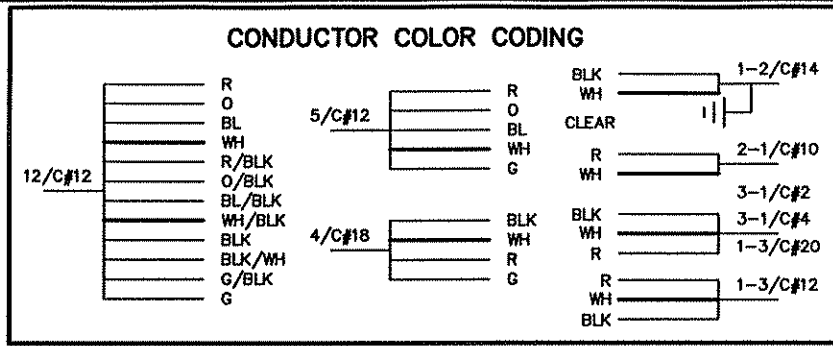 CONDUCTOR COLOR CODING
12/C#12
R
O
BL
WH
R/BLK
O/BLK
BL/BLK
WH/BLK
BLK
BLK/WH
G/BLK
G
5/C#12
R
O
BL
WH
G
4/C#18
BLK
WH
R
G
BLK
WH
CLEAR
1-2/C#14
R
WH
2-1/C#10
BLK
WH
R
3-1/C#2
3-1/C#4
1-3/C#20
R
WH
BLK
1-3/C#12